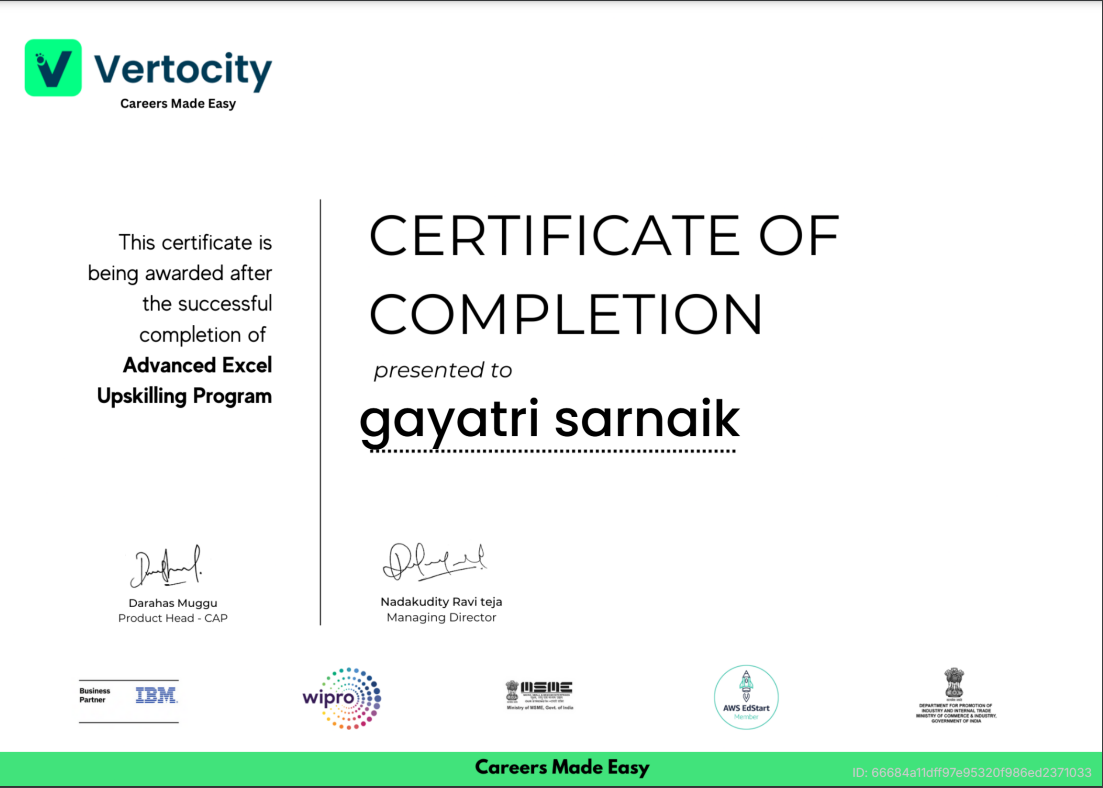 Vertocity
Careers Made Easy
This certificate is
being awarded after
the successful
completion of
Advanced Excel
Upskilling Program
CERTIFICATE OF
COMPLETION
presented to
gayatri sarnaik
Darahas Muggu
Product Head - CAP
Nadakudity Ravi teja
Managing Director
Business
Partner
IBM
wipro
MSME
Ministry of MSME, Govt. of India
AWS EdStart
Member
DEPARTMENT FOR PROMOTION OF
INDUSTRY AND INTERNAL TRADE
MINISTRY OF COMMERCE & INDUSTRY,
GOVERNMENT OF INDIA
Careers Made Easy
ID: 66684a11dff97e95320f986ed2371033